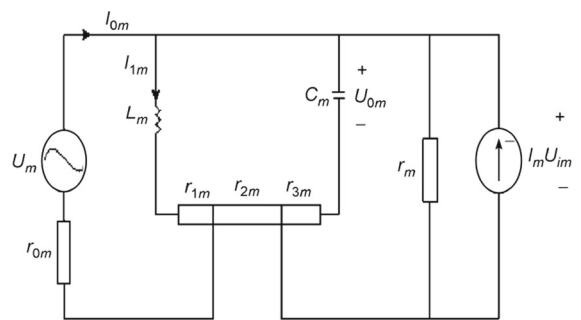 I0m
I1m
+
Lm
Cm
U0m
–
+
Um
rm
–
ImUim
–
r1m
r2m
r3m
r0m